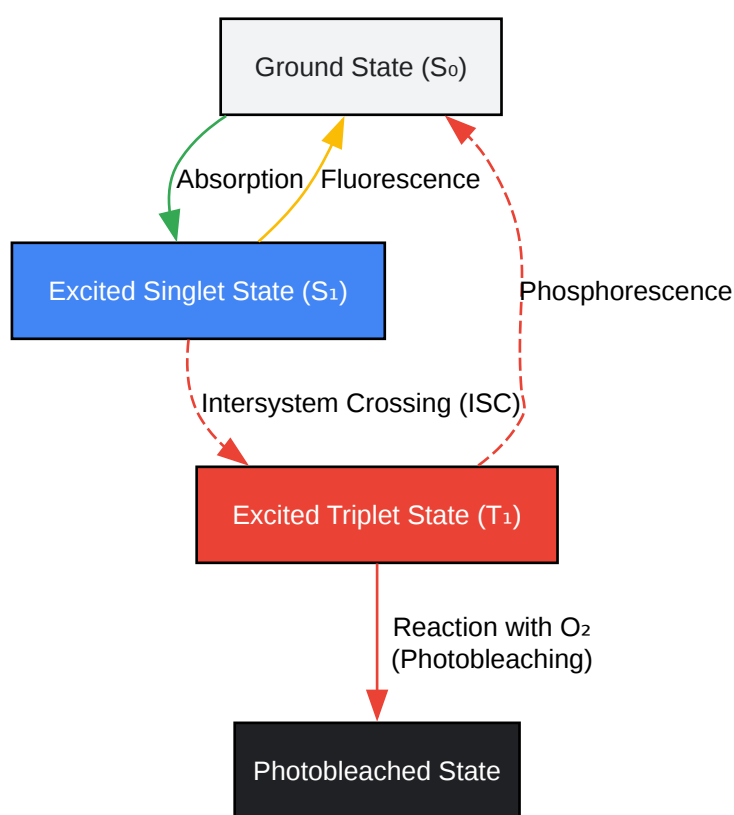 Ground State (S₀)
Absorption
Fluorescence
Excited Singlet State (S₁)
Phosphorescence
Intersystem Crossing (ISC)
Excited Triplet State (T₁)
Reaction with O₂
(Photobleaching)
Photobleached State